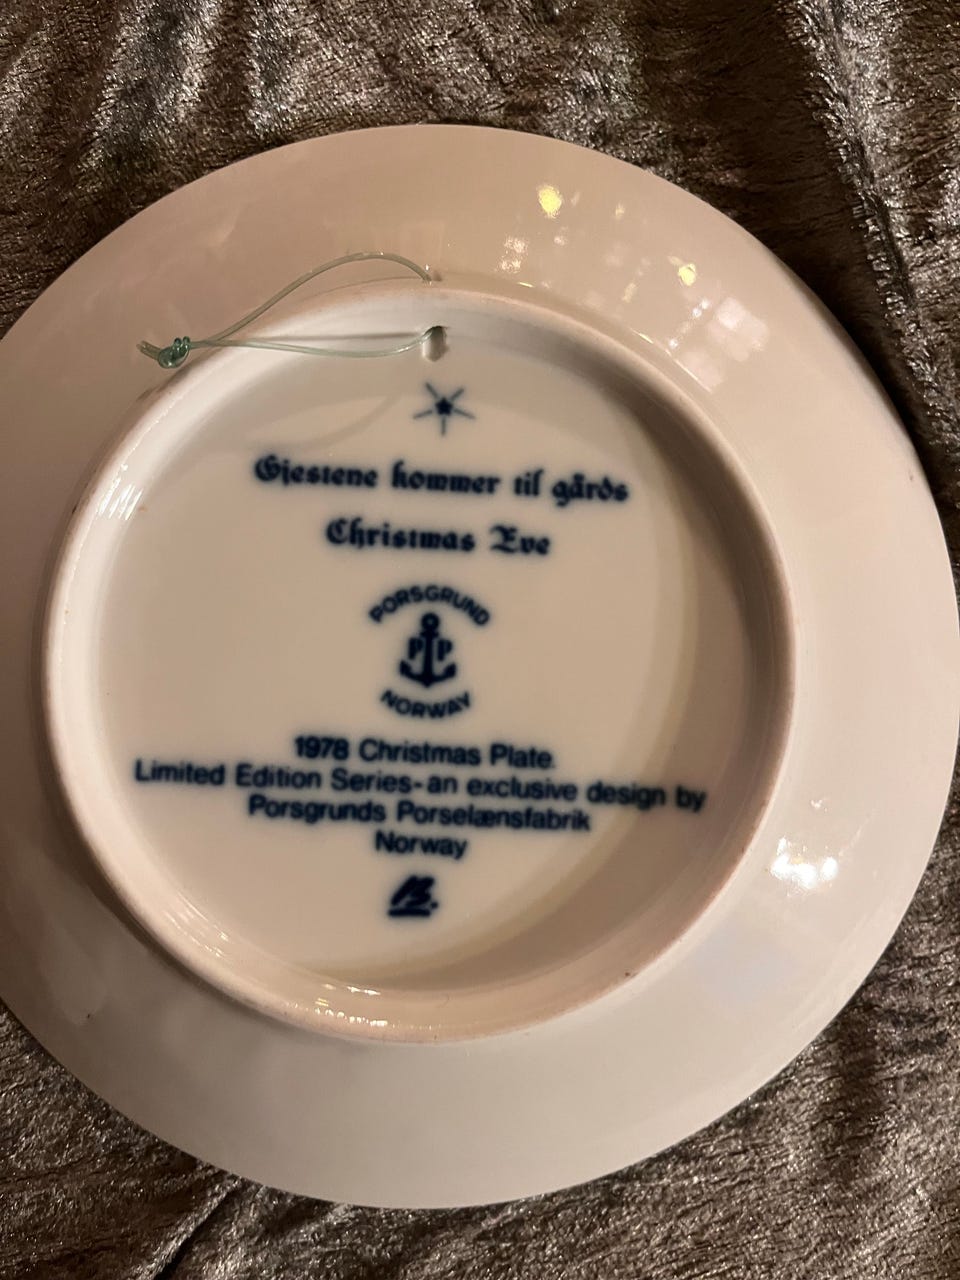 Gjestene kommer til gårds
Christmas Eve
PORSGRUND
PP
NORWAY
1978 Christmas Plate
Limited Edition Series-an exclusive design by
Porsgrunds Porselænsfabrik
Norway